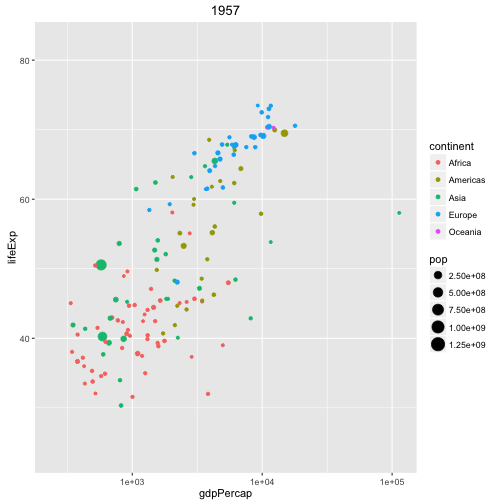 1957
80
60
40
lifeExp
1e+03
1e+04
1e+05
gdpPercap
continent
Africa
Americas
Asia
Europe
Oceania
pop
2.50e+08
5.00e+08
7.50e+08
1.00e+09
1.25e+09